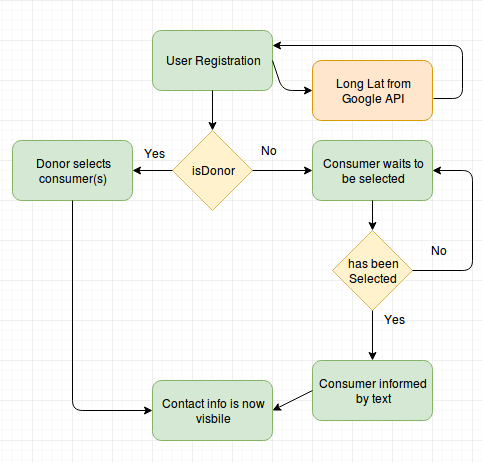 User Registration
Long Lat from
Google API
Yes
No
Donor selects
consumer(s)
isDonor
Consumer waits to
be selected
No
has been
Selected
Yes
Consumer informed
by text
Contact info is now
visbile